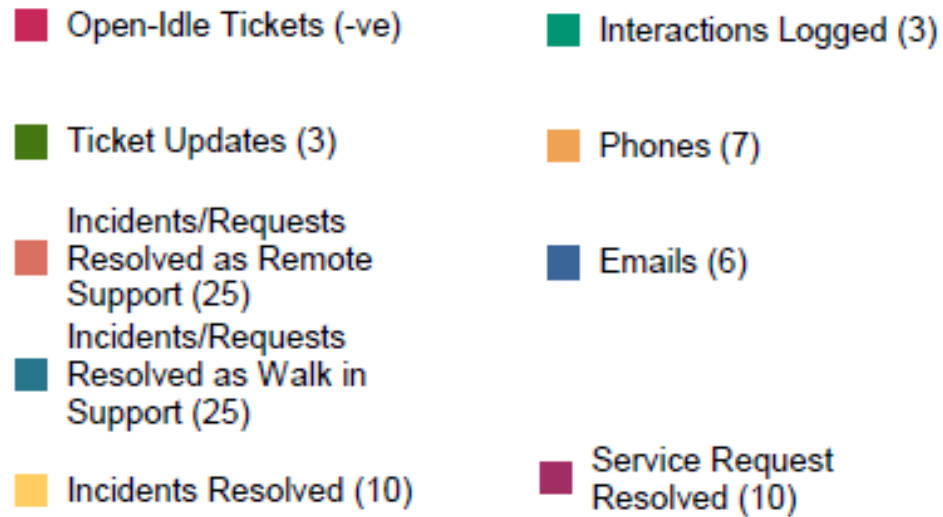 Open-Idle Tickets (-ve)
Interactions Logged (3)
Ticket Updates (3)
Phones (7)
Incidents/Requests
Resolved as Remote
Support (25)
Emails (6)
Incidents/Requests
Resolved as Walk in
Support (25)
Incidents Resolved (10)
Service Request
Resolved (10)